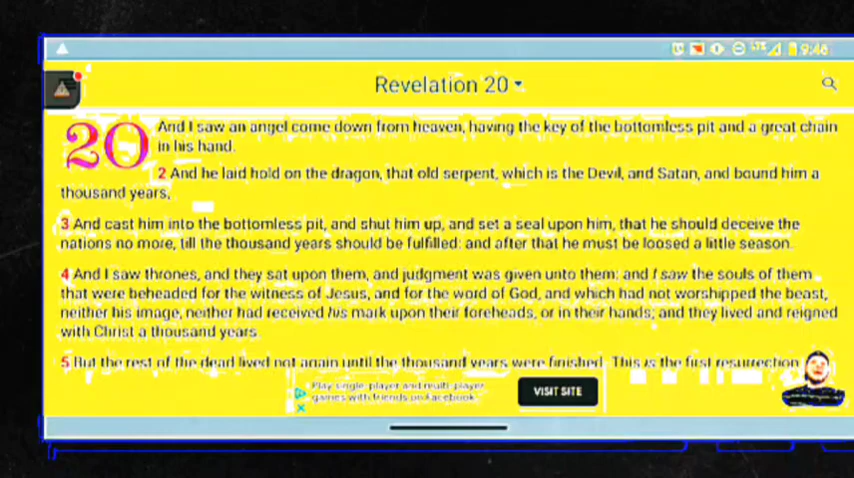 LTE 9:46
Revelation 20
20 And I saw an angel come down from heaven, having the key of the bottomless pit and a great chain
in his hand.
2 And he laid hold on the dragon, that old serpent, which is the Devil, and Satan, and bound him a
thousand years,
3 And cast him into the bottomless pit, and shut him up, and set a seal upon him, that he should deceive the
nations no more, till the thousand years should be fulfilled: and after that he must be loosed a little season.
4 And I saw thrones, and they sat upon them, and judgment was given unto them: and I saw the souls of them
that were beheaded for the witness of Jesus, and for the word of God, and which had not worshipped the beast,
neither his image, neither had received his mark upon their foreheads, or in their hands; and they lived and reigned
with Christ a thousand years.
5 But the rest of the dead lived not again until the thousand years were finished. This is the first resurrection.
Play single player and multi-player
games with friends on Facebook.
VISIT SITE